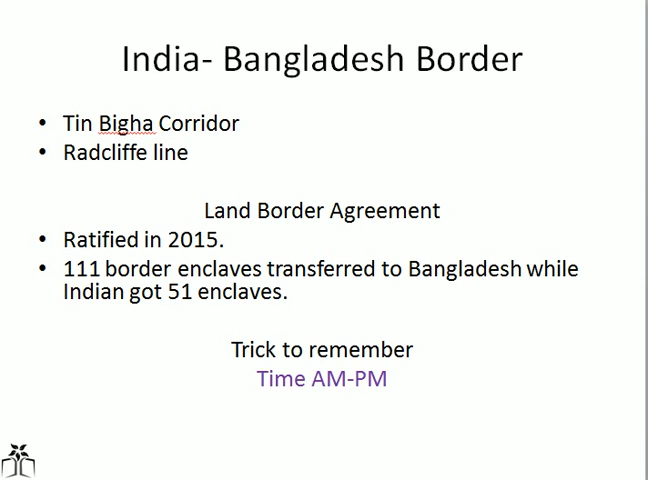 India- Bangladesh Border
• Tin Bigha Corridor
• Radcliffe line
Land Border Agreement
• Ratified in 2015.
• 111 border enclaves transferred to Bangladesh while
Indian got 51 enclaves.
Trick to remember
Time AM-PM